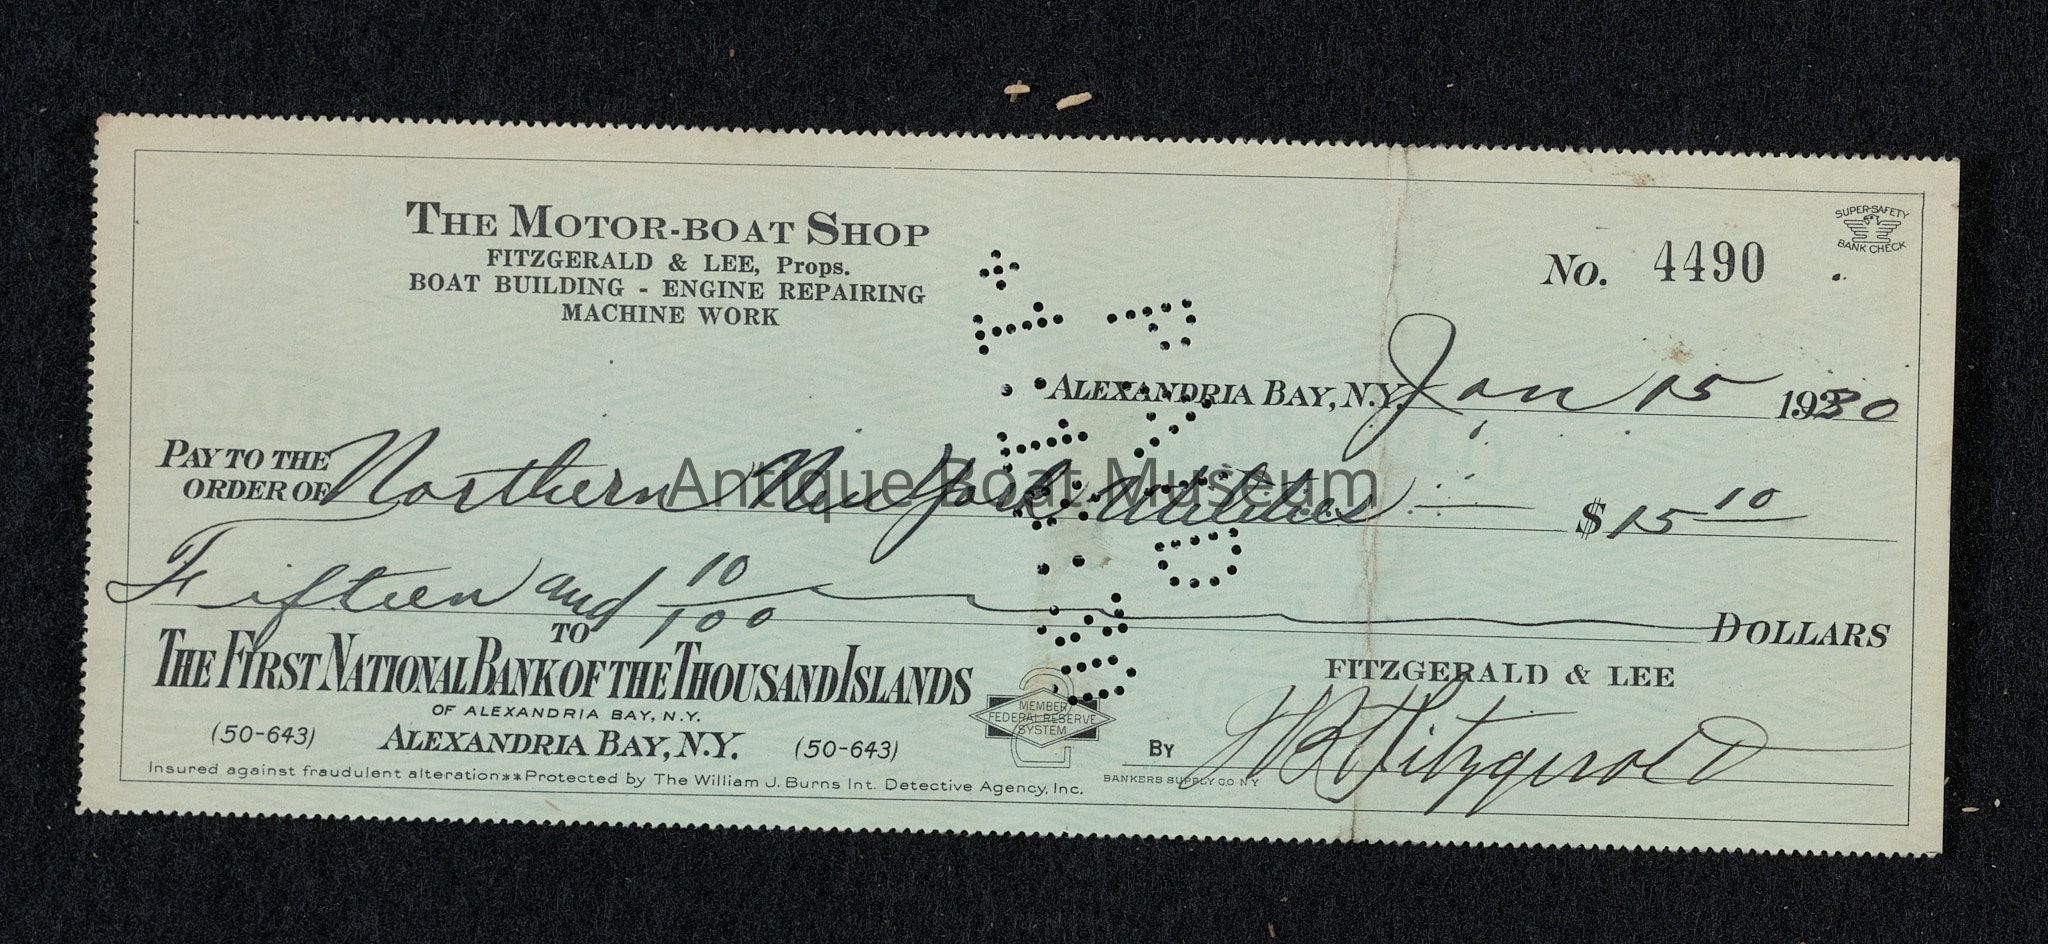 THE MOTOR-BOAT SHOP
FITZGERALD & LEE, Props.
BOAT BUILDING - ENGINE REPAIRING
MACHINE WORK
SUPER-SAFETY
BANK CHECK
No. 4490
ALEXANDRIA BAY, N.Y. Jan 15 1930
PAY TO THE
ORDER OF Northern New York Utilities $ 15 10
Antique Boat Museum
Fifteen and 10/100 DOLLARS
TO
THE FIRST NATIONAL BANK OF THE THOUSAND ISLANDS
OF ALEXANDRIA BAY, N.Y.
(50-643) ALEXANDRIA BAY, N.Y. (50-643)
MEMBER
FEDERAL RESERVE
SYSTEM
FITZGERALD & LEE
BY H B Fitzgerald
BANKERS SUPPLY CO NY
Insured against fraudulent alteration**Protected by The William J. Burns Int. Detective Agency, Inc.